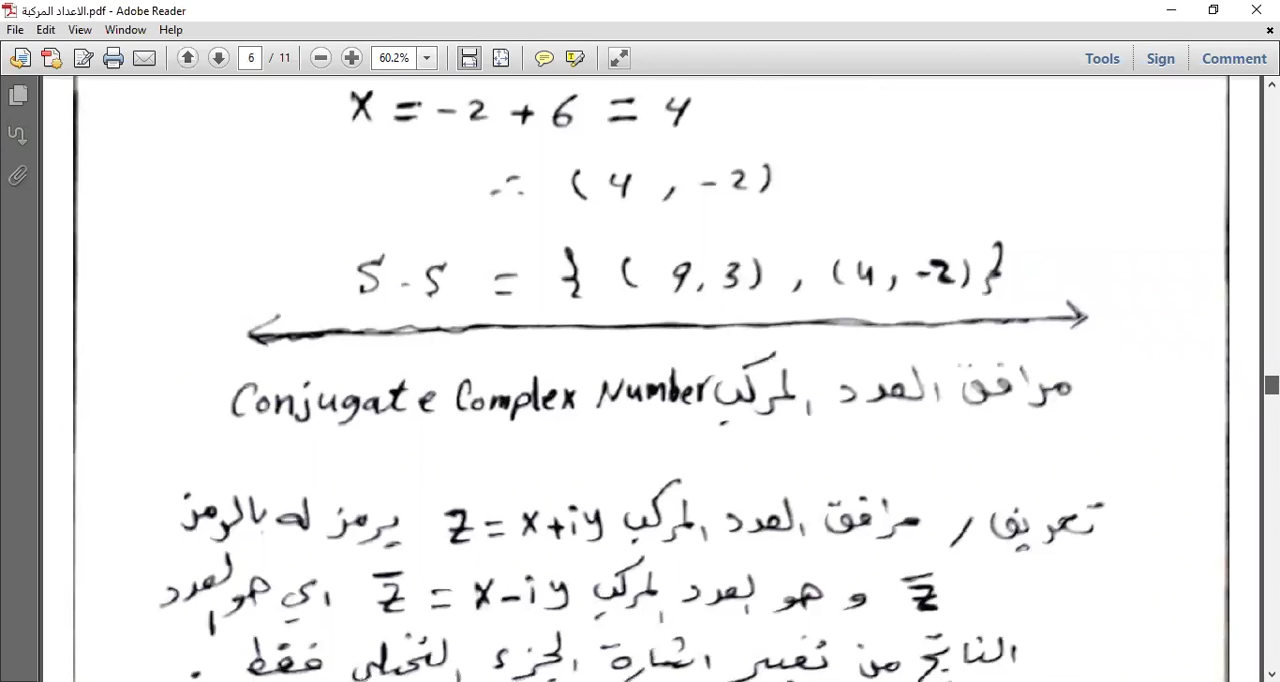 الاعداد المركبة.pdf - Adobe Reader
File Edit View Window Help
6 / 11 60.2% Tools Sign Comment
X = -2 + 6 = 4
∴ (4 , -2)
S.S = { ( 9,3) , (4, -2)}
مرافق العدد المركب Conjugate Complex Number
تعريف / مرافق العدد المركب Z = X+iy يرمز له بالرمز
Z̄ و هو العدد المركب Z̄ = X-iy اي هو العدد
الناتج من تغيير اشارة الجزء التخيلي فقط .